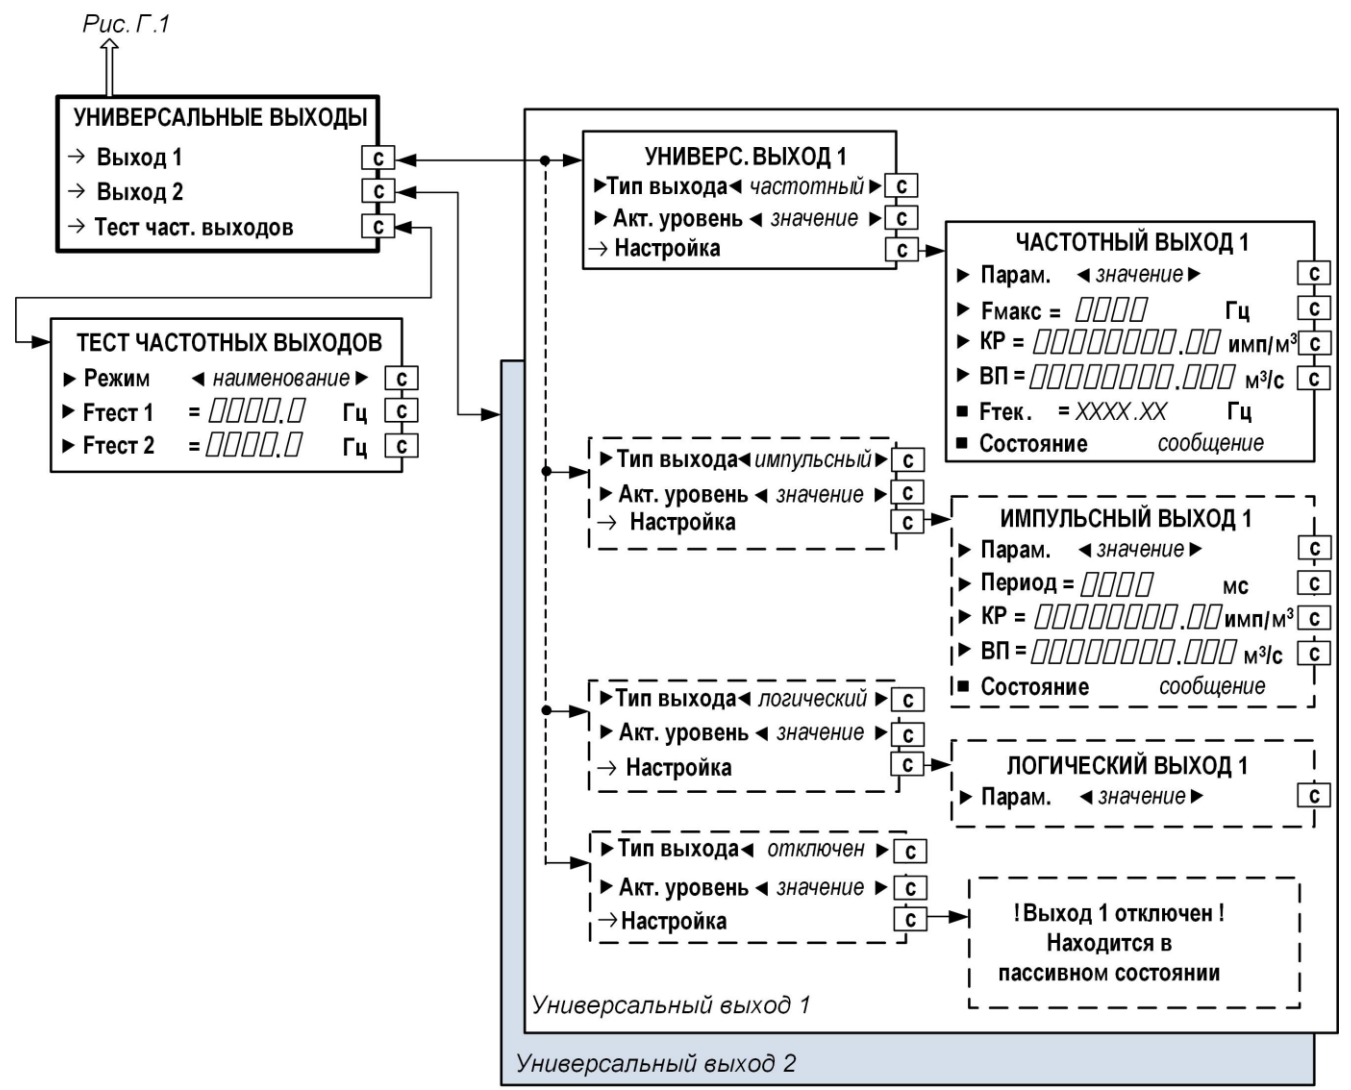 Рис. Г.1
УНИВЕРСАЛЬНЫЕ ВЫХОДЫ
→ Выход 1 С
→ Выход 2 С
→ Тест част. выходов С
ТЕСТ ЧАСТОТНЫХ ВЫХОДОВ
▶ Режим ◀ наименование ▶ С
▶ Fтест 1 = ▯▯▯▯.▯ Гц С
▶ Fтест 2 = ▯▯▯▯.▯ Гц С
УНИВЕРС. ВЫХОД 1
▶ Тип выхода ◀ частотный ▶ С
▶ Акт. уровень ◀ значение ▶ С
→ Настройка С
ЧАСТОТНЫЙ ВЫХОД 1
▶ Парам. ◀ значение ▶ С
▶ Fмакс = ▯▯▯▯ Гц С
▶ КР = ▯▯▯▯▯▯▯▯.▯▯ имп/м³ С
▶ ВП = ▯▯▯▯▯▯▯▯.▯▯▯ м³/с С
■ Fтек. = XXXX.XX Гц
■ Состояние сообщение
▶ Тип выхода ◀ импульсный ▶ С
▶ Акт. уровень ◀ значение ▶ С
→ Настройка С
ИМПУЛЬСНЫЙ ВЫХОД 1
▶ Парам. ◀ значение ▶ С
▶ Период = ▯▯▯▯ мс С
▶ КР = ▯▯▯▯▯▯▯▯.▯▯ имп/м³ С
▶ ВП = ▯▯▯▯▯▯▯▯.▯▯▯ м³/с С
■ Состояние сообщение
▶ Тип выхода ◀ логический ▶ С
▶ Акт. уровень ◀ значение ▶ С
→ Настройка С
ЛОГИЧЕСКИЙ ВЫХОД 1
▶ Парам. ◀ значение ▶ С
▶ Тип выхода ◀ отключен ▶ С
▶ Акт. уровень ◀ значение ▶ С
→ Настройка С
! Выход 1 отключен !
Находится в
пассивном состоянии
Универсальный выход 1
Универсальный выход 2